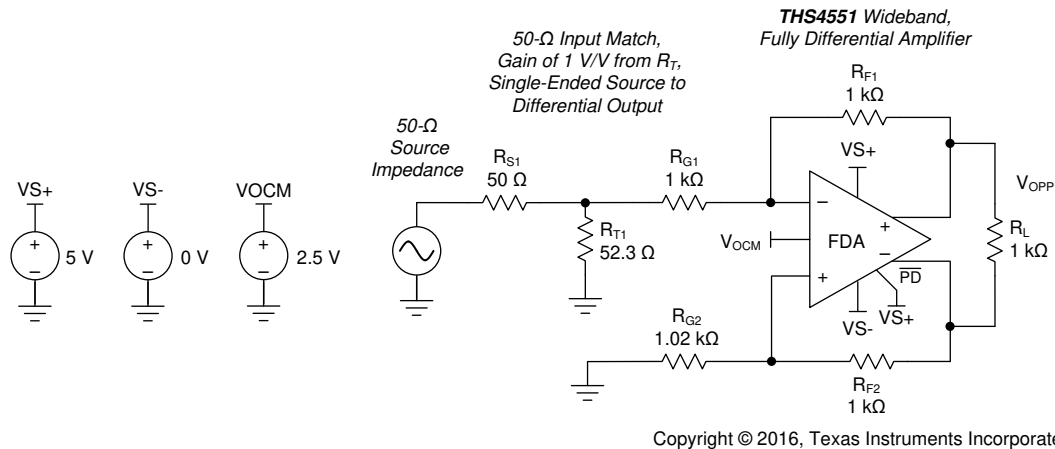 THS4551 Wideband,
Fully Differential Amplifier
50-Ω Input Match,
Gain of 1 V/V from RT,
Single-Ended Source to
Differential Output
50-Ω
Source
Impedance
VS+
+
−
5 V
VS-
+
−
0 V
VOCM
+
−
2.5 V
RS1
50 Ω
RT1
52.3 Ω
RG1
1 kΩ
RF1
1 kΩ
VS+
−
VOCM
FDA
+
−
+
PD
VS-
VS+
VOPP
RL
1 kΩ
RG2
1.02 kΩ
RF2
1 kΩ
Copyright © 2016, Texas Instruments Incorporate